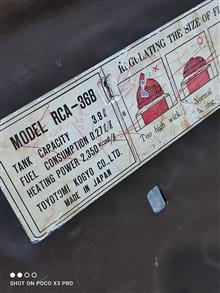 MODEL RCA-36B
TANK CAPACITY 3.9ℓ
FUEL CONSUMPTION 0.27ℓ/
HEATING POWER: 2,350
TOYOTOMI KOGYO CO., LTD.
MADE IN JAPAN
REGULATING THE SIZE OF
Too high wick
Normal
SHOT ON POCO X3 PRO